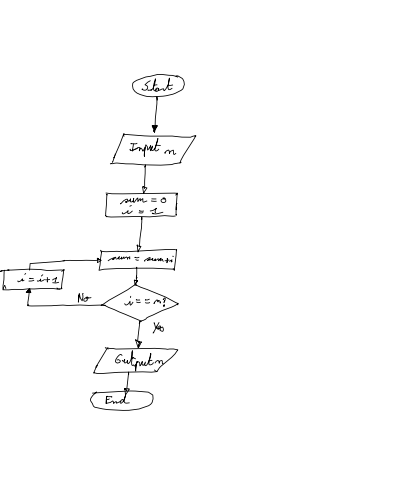 Start
Input n
sum = 0
i = 1
sum = sum+i
i = i+1
i == n?
No
Yes
Output n
End